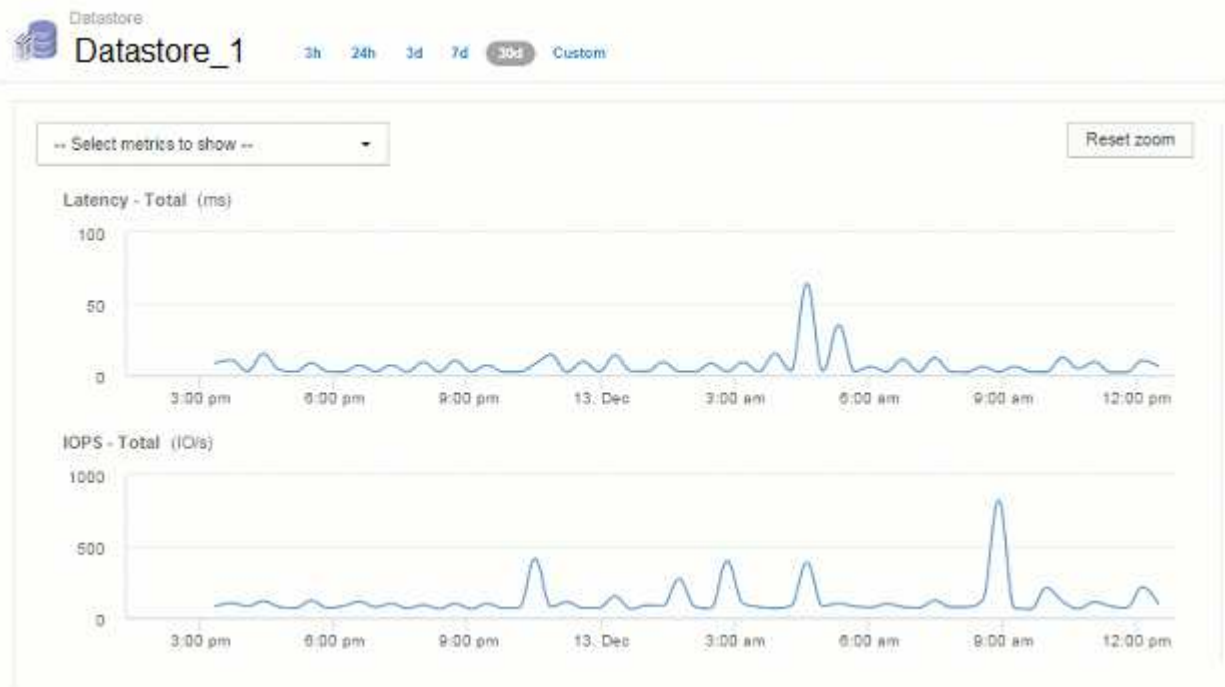 Datastore
Datastore_1 3h 24h 3d 7d 30d Custom
-- Select metrics to show -- Reset zoom
Latency - Total (ms)
100
50
0
3:00 pm 6:00 pm 9:00 pm 13. Dec 3:00 am 6:00 am 9:00 am 12:00 pm
IOPS - Total (IO/s)
1000
500
0
3:00 pm 6:00 pm 9:00 pm 13. Dec 3:00 am 6:00 am 9:00 am 12:00 pm